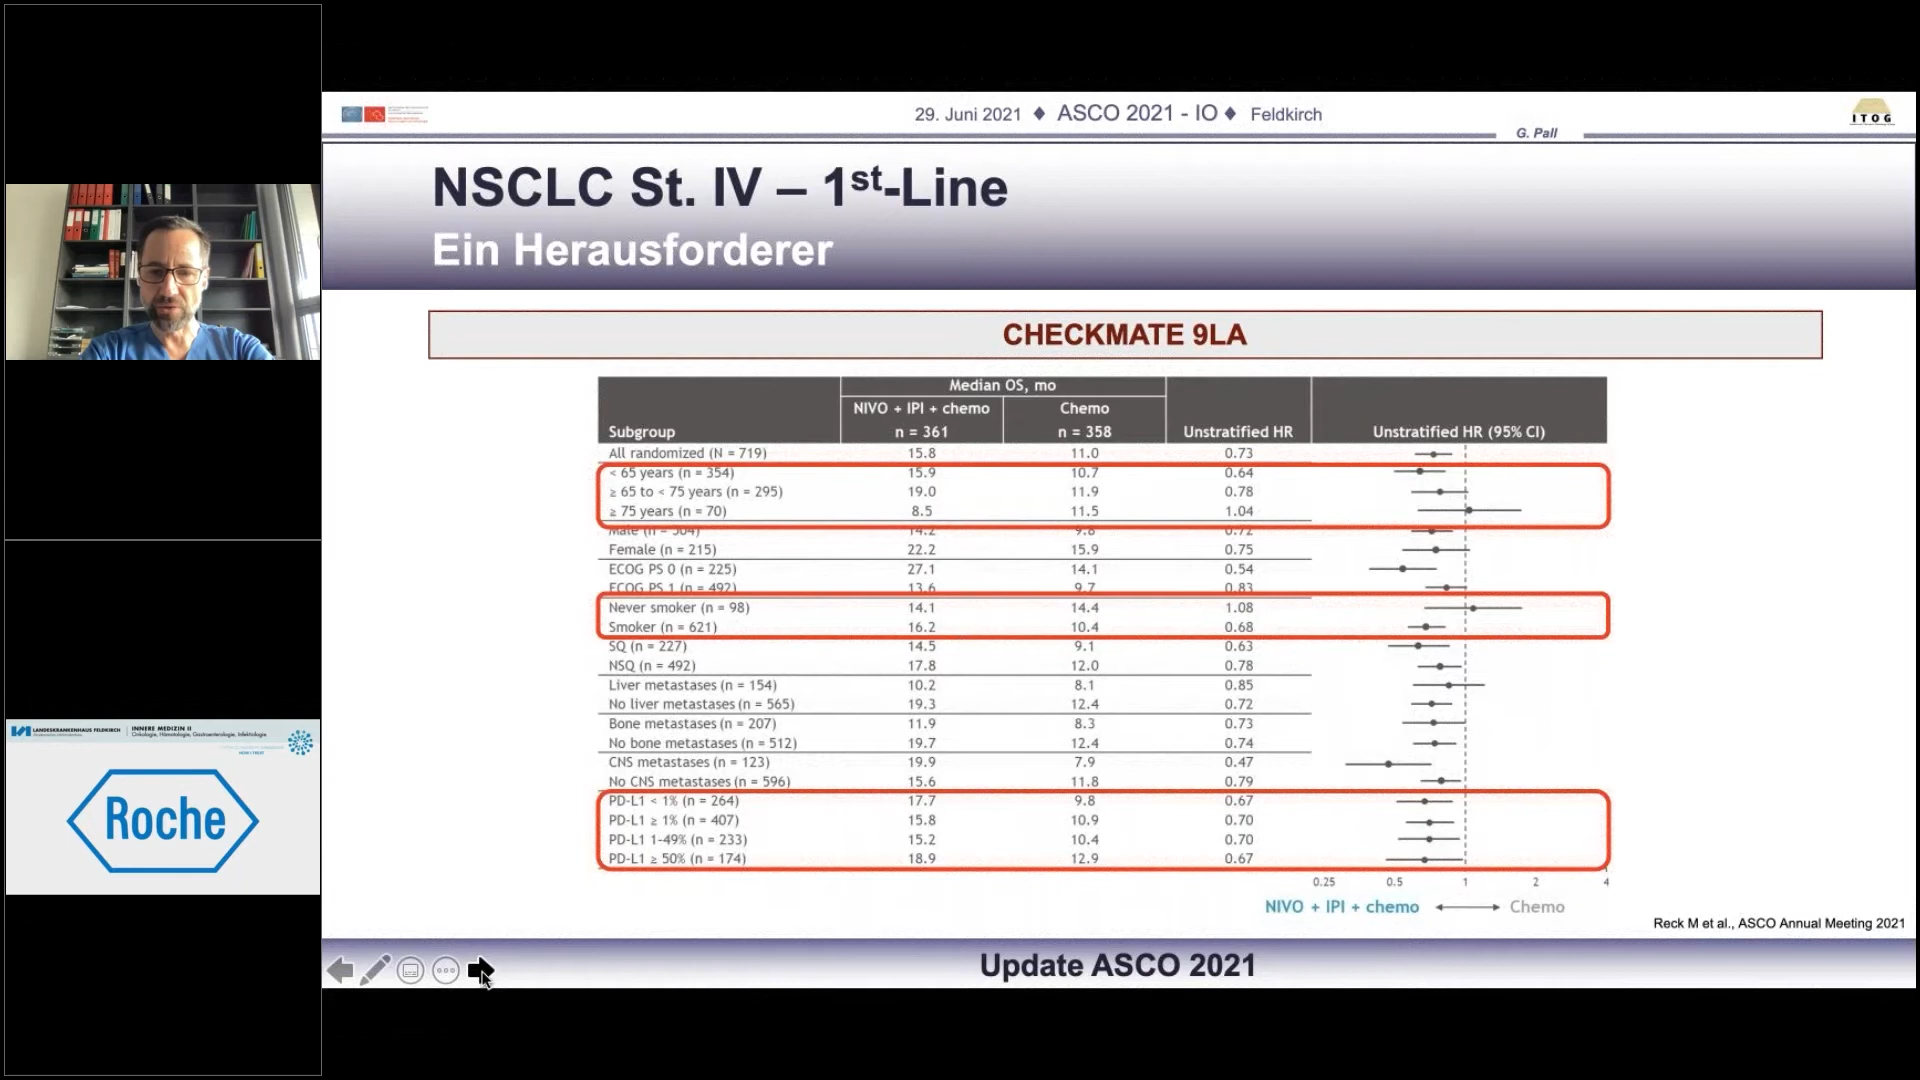 29. Juni 2021 ♦ ASCO 2021 - IO ♦ Feldkirch
G. Pall
ITOG
NSCLC St. IV – 1st-Line
Ein Herausforderer
CHECKMATE 9LA
Median OS, mo
NIVO + IPI + chemo Chemo
Subgroup n = 361 n = 358 Unstratified HR Unstratified HR (95% CI)
All randomized (N = 719) 15.8 11.0 0.73
< 65 years (n = 354) 15.9 10.7 0.64
≥ 65 to < 75 years (n = 295) 19.0 11.9 0.78
≥ 75 years (n = 70) 8.5 11.5 1.04
Male (n = 504) 14.2 9.8 0.72
Female (n = 215) 22.2 15.9 0.75
ECOG PS 0 (n = 225) 27.1 14.1 0.54
ECOG PS 1 (n = 492) 13.6 9.7 0.83
Never smoker (n = 98) 14.1 14.4 1.08
Smoker (n = 621) 16.2 10.4 0.68
SQ (n = 227) 14.5 9.1 0.63
NSQ (n = 492) 17.8 12.0 0.78
Liver metastases (n = 154) 10.2 8.1 0.85
No liver metastases (n = 565) 19.3 12.4 0.72
Bone metastases (n = 207) 11.9 8.3 0.73
No bone metastases (n = 512) 19.7 12.4 0.74
CNS metastases (n = 123) 19.9 7.9 0.47
No CNS metastases (n = 596) 15.6 11.8 0.79
PD-L1 < 1% (n = 264) 17.7 9.8 0.67
PD-L1 ≥ 1% (n = 407) 15.8 10.9 0.70
PD-L1 1-49% (n = 233) 15.2 10.4 0.70
PD-L1 ≥ 50% (n = 174) 18.9 12.9 0.67
0.25 0.5 1 2 4
NIVO + IPI + chemo Chemo
Reck M et al., ASCO Annual Meeting 2021
Update ASCO 2021
LANDESKRANKENHAUS FELDKIRCH INNERE MEDIZIN II
Onkologie, Hämatologie, Gastroenterologie, Infektiologie
Roche